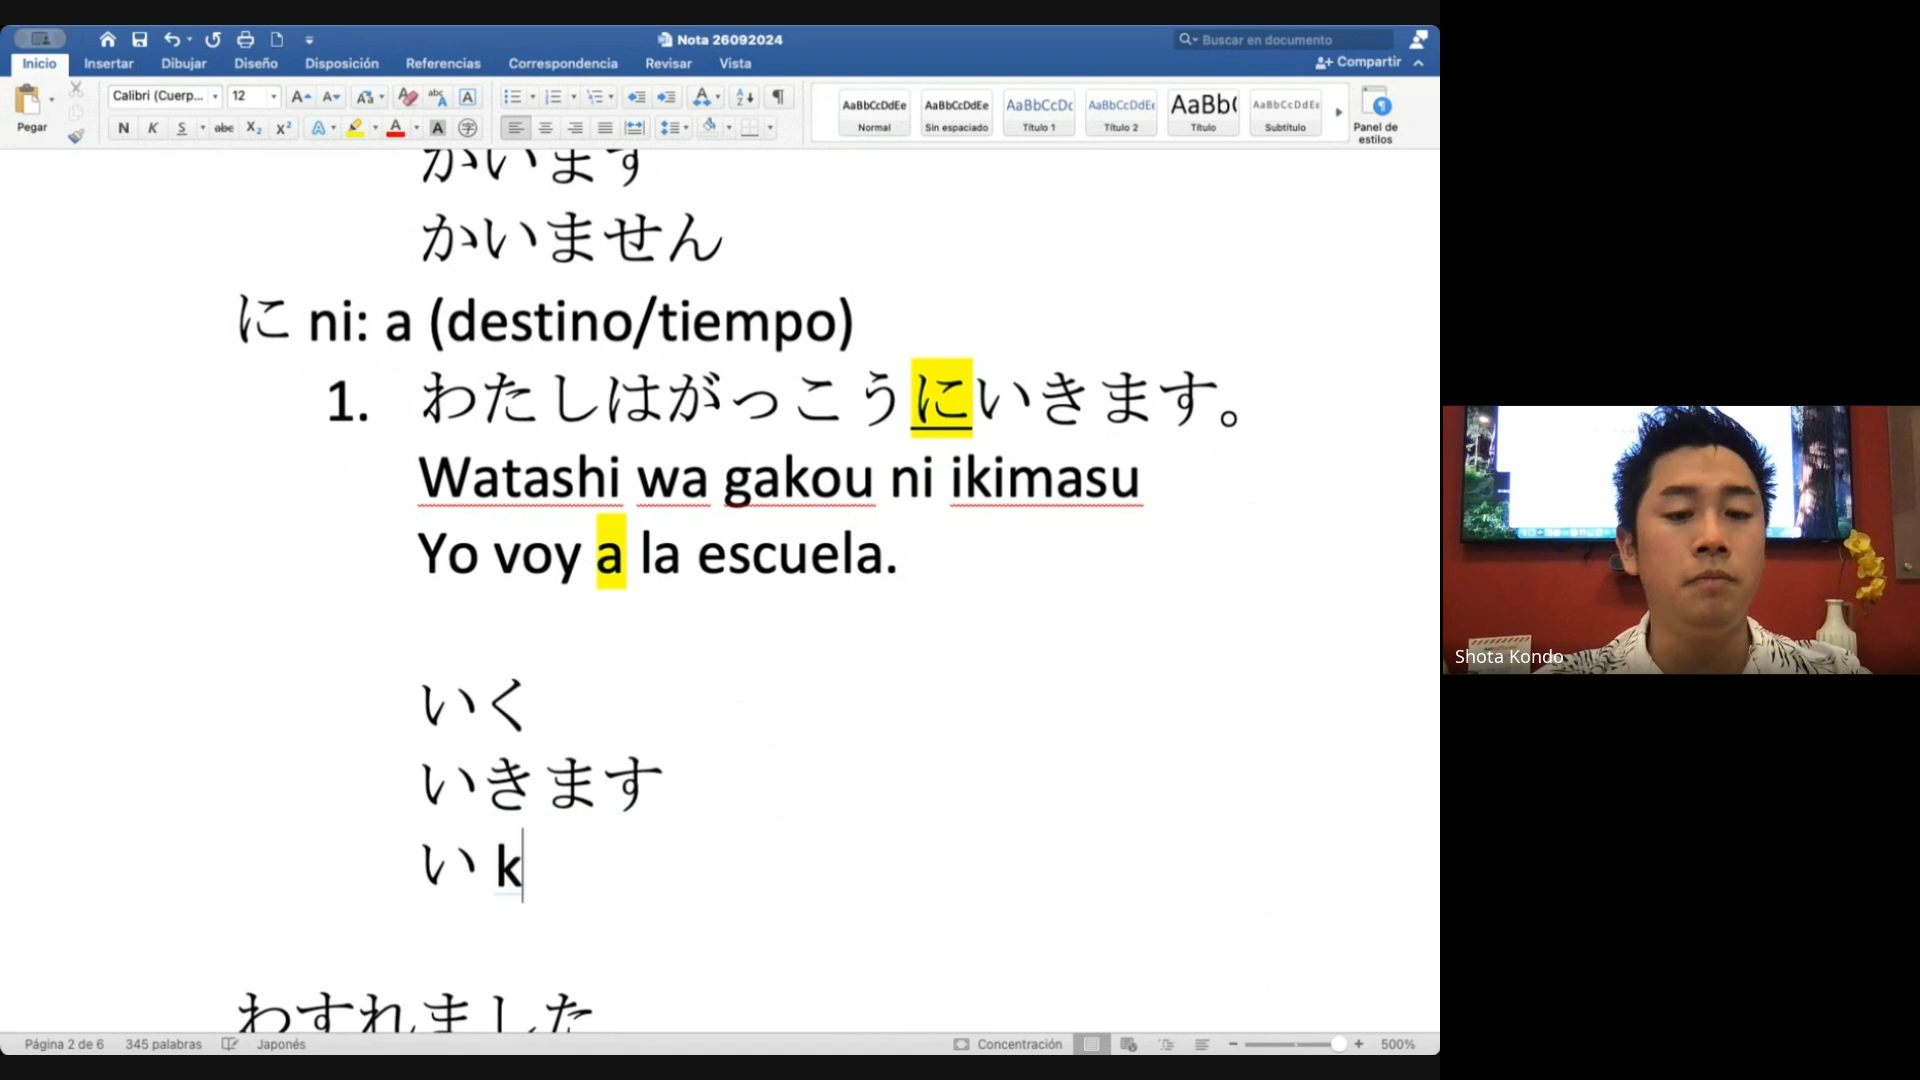 Nota 26092024
Buscar en documento
Inicio Insertar Dibujar Diseño Disposición Referencias Correspondencia Revisar Vista
Compartir
Calibri (Cuerp... 12
AaBbCcDdEe AaBbCcDdEe AaBbCcDc AaBbCcDdEe AaBb( AaBbCcDdEe
Pegar
N K S abc X₂ X² A A A 字
Normal Sin espaciado Título 1 Título 2 Título Subtítulo
Panel de estilos
かいます
かいません
に ni: a (destino/tiempo)
1. わたしはがっこうにいきます。
Watashi wa gakou ni ikimasu
Yo voy a la escuela.
いく
いきます
いk
わすれました
Shota Kondo
Página 2 de 6 345 palabras Japonés Concentración 500%